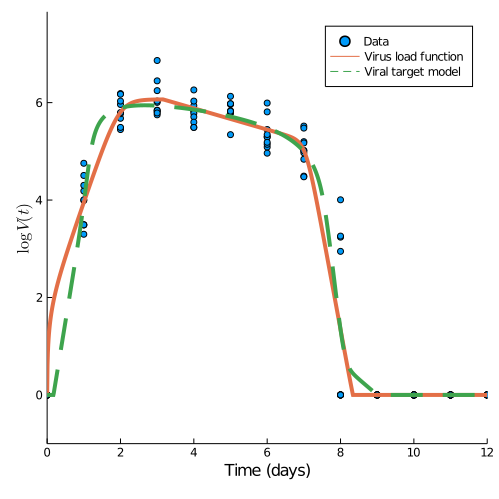 Data
Virus load function
Viral target model
6
4
2
0
log V(t)
0 2 4 6 8 10 12
Time (days)